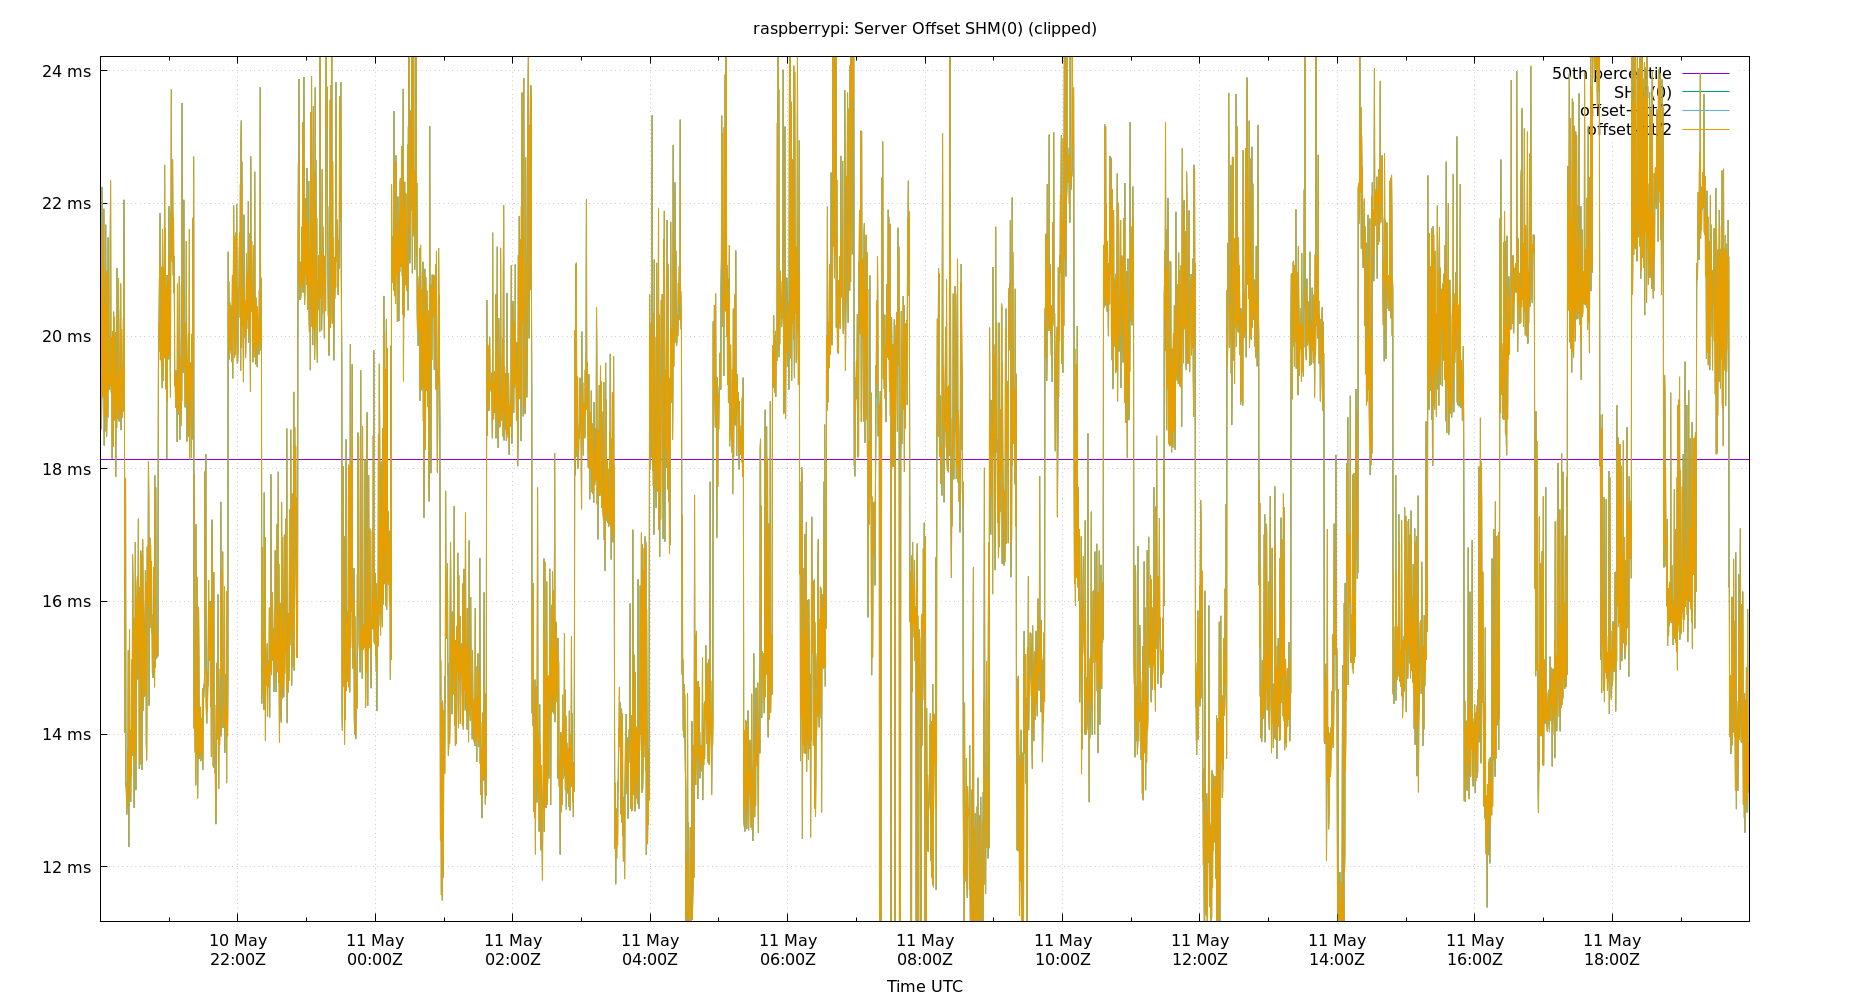 raspberrypi: Server Offset SHM(0) (clipped)
24 ms
22 ms
20 ms
18 ms
16 ms
14 ms
12 ms
50th percentile
SHM(0)
10 May 22:00Z
11 May 00:00Z
11 May 02:00Z
11 May 04:00Z
11 May 06:00Z
11 May 08:00Z
11 May 10:00Z
11 May 12:00Z
11 May 14:00Z
11 May 16:00Z
11 May 18:00Z
Time UTC